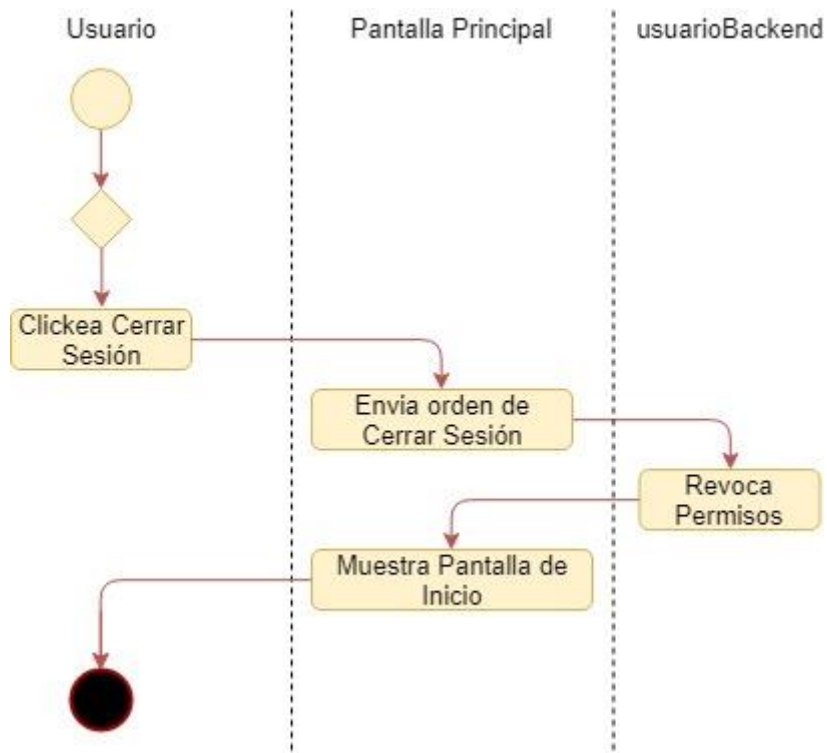 Usuario
Pantalla Principal
usuarioBackend
Clickea Cerrar
Sesión
Envia orden de
Cerrar Sesión
Revoca
Permisos
Muestra Pantalla de
Inicio